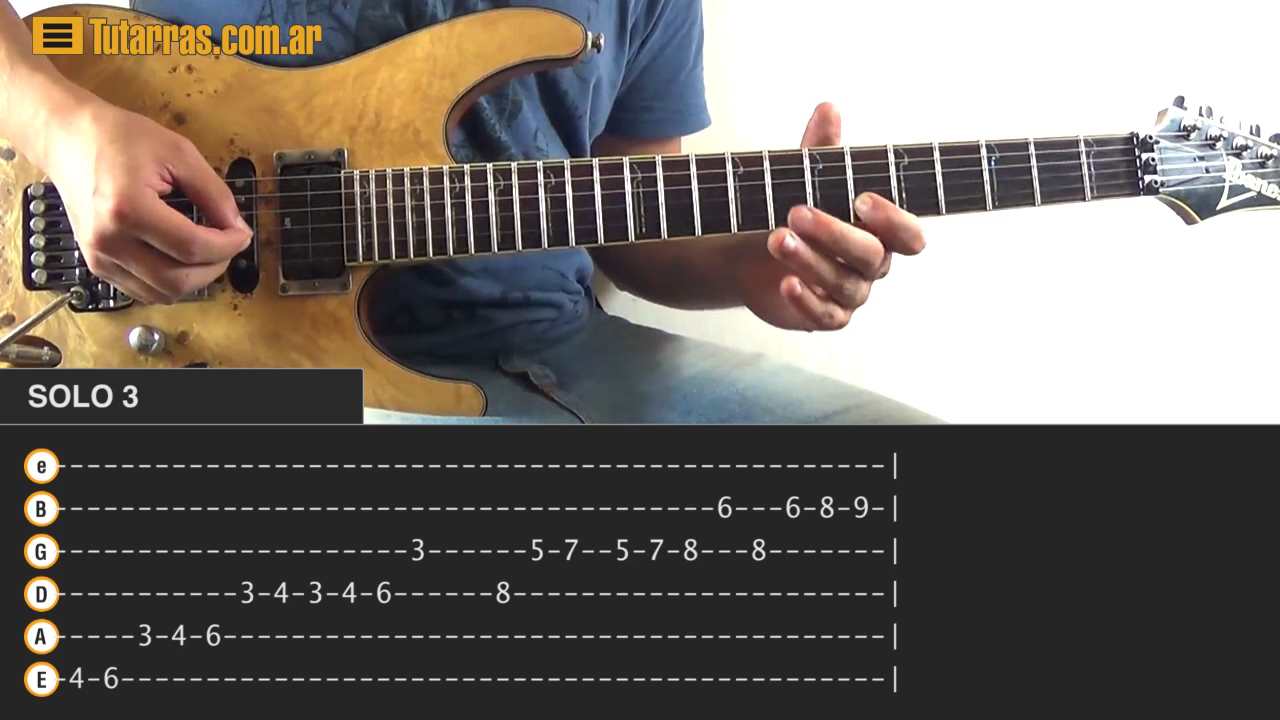 Tutarras.com.ar
Ibane
SOLO 3
e-------------------------------------------------|
B---------------------------------------6---6-8-9-|
G---------------------3------5-7--5-7-8---8-------|
D-----------3-4-3-4-6------8----------------------|
A-----3-4-6---------------------------------------|
E-4-6---------------------------------------------|